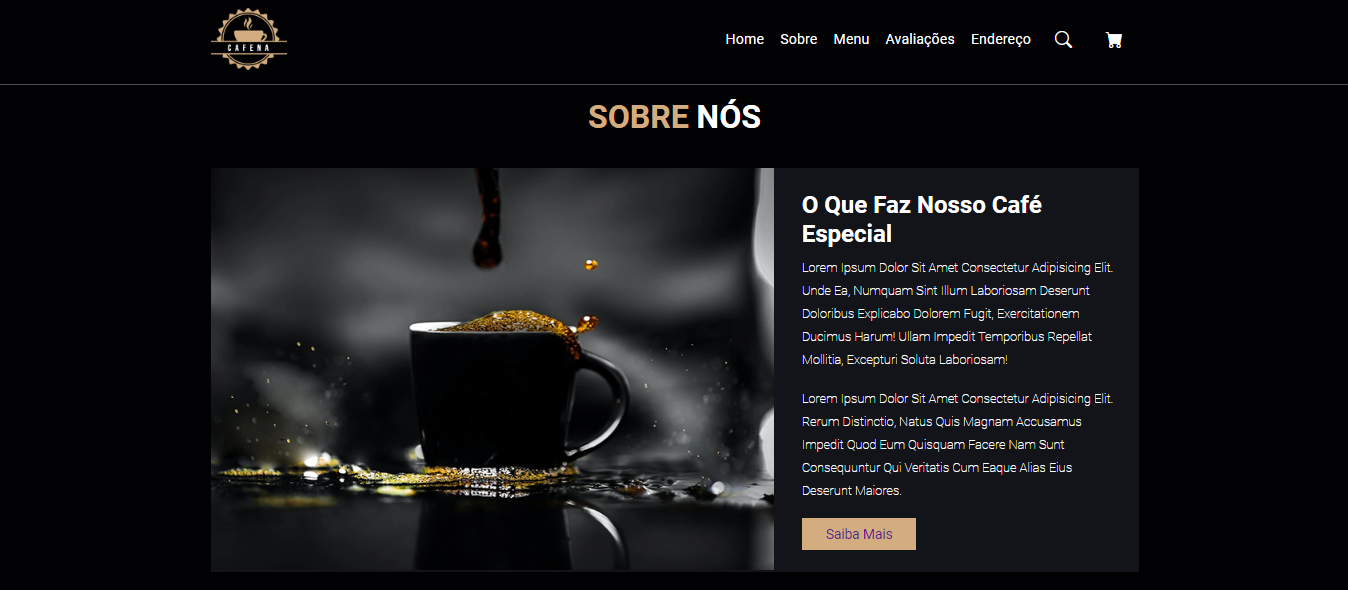 CAFENA
Home Sobre Menu Avaliações Endereço
SOBRE NÓS
O Que Faz Nosso Café
Especial
Lorem Ipsum Dolor Sit Amet Consectetur Adipisicing Elit.
Unde Ea, Numquam Sint Illum Laboriosam Deserunt
Doloribus Explicabo Dolorem Fugit, Exercitationem
Ducimus Harum! Ullam Impedit Temporibus Repellat
Mollitia, Excepturi Soluta Laboriosam!
Lorem Ipsum Dolor Sit Amet Consectetur Adipisicing Elit.
Rerum Distinctio, Natus Quis Magnam Accusamus
Impedit Quod Eum Quisquam Facere Nam Sunt
Consequuntur Qui Veritatis Cum Eaque Alias Eius
Deserunt Maiores.
Saiba Mais